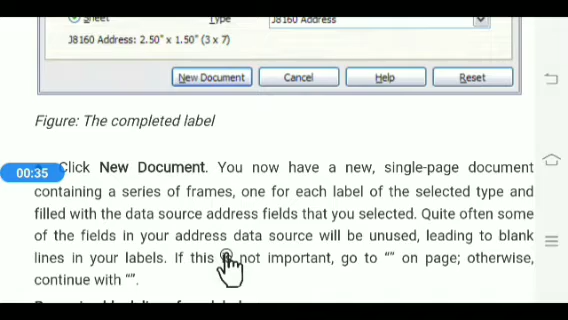 Sheet Type J8160 Address
J8160 Address: 2.50" x 1.50" (3 x 7)
New Document Cancel Help Reset
Figure: The completed label
Click New Document. You now have a new, single-page document
00:35
containing a series of frames, one for each label of the selected type and
filled with the data source address fields that you selected. Quite often some
of the fields in your address data source will be unused, leading to blank
lines in your labels. If this not important, go to “” on page; otherwise,
continue with “”.